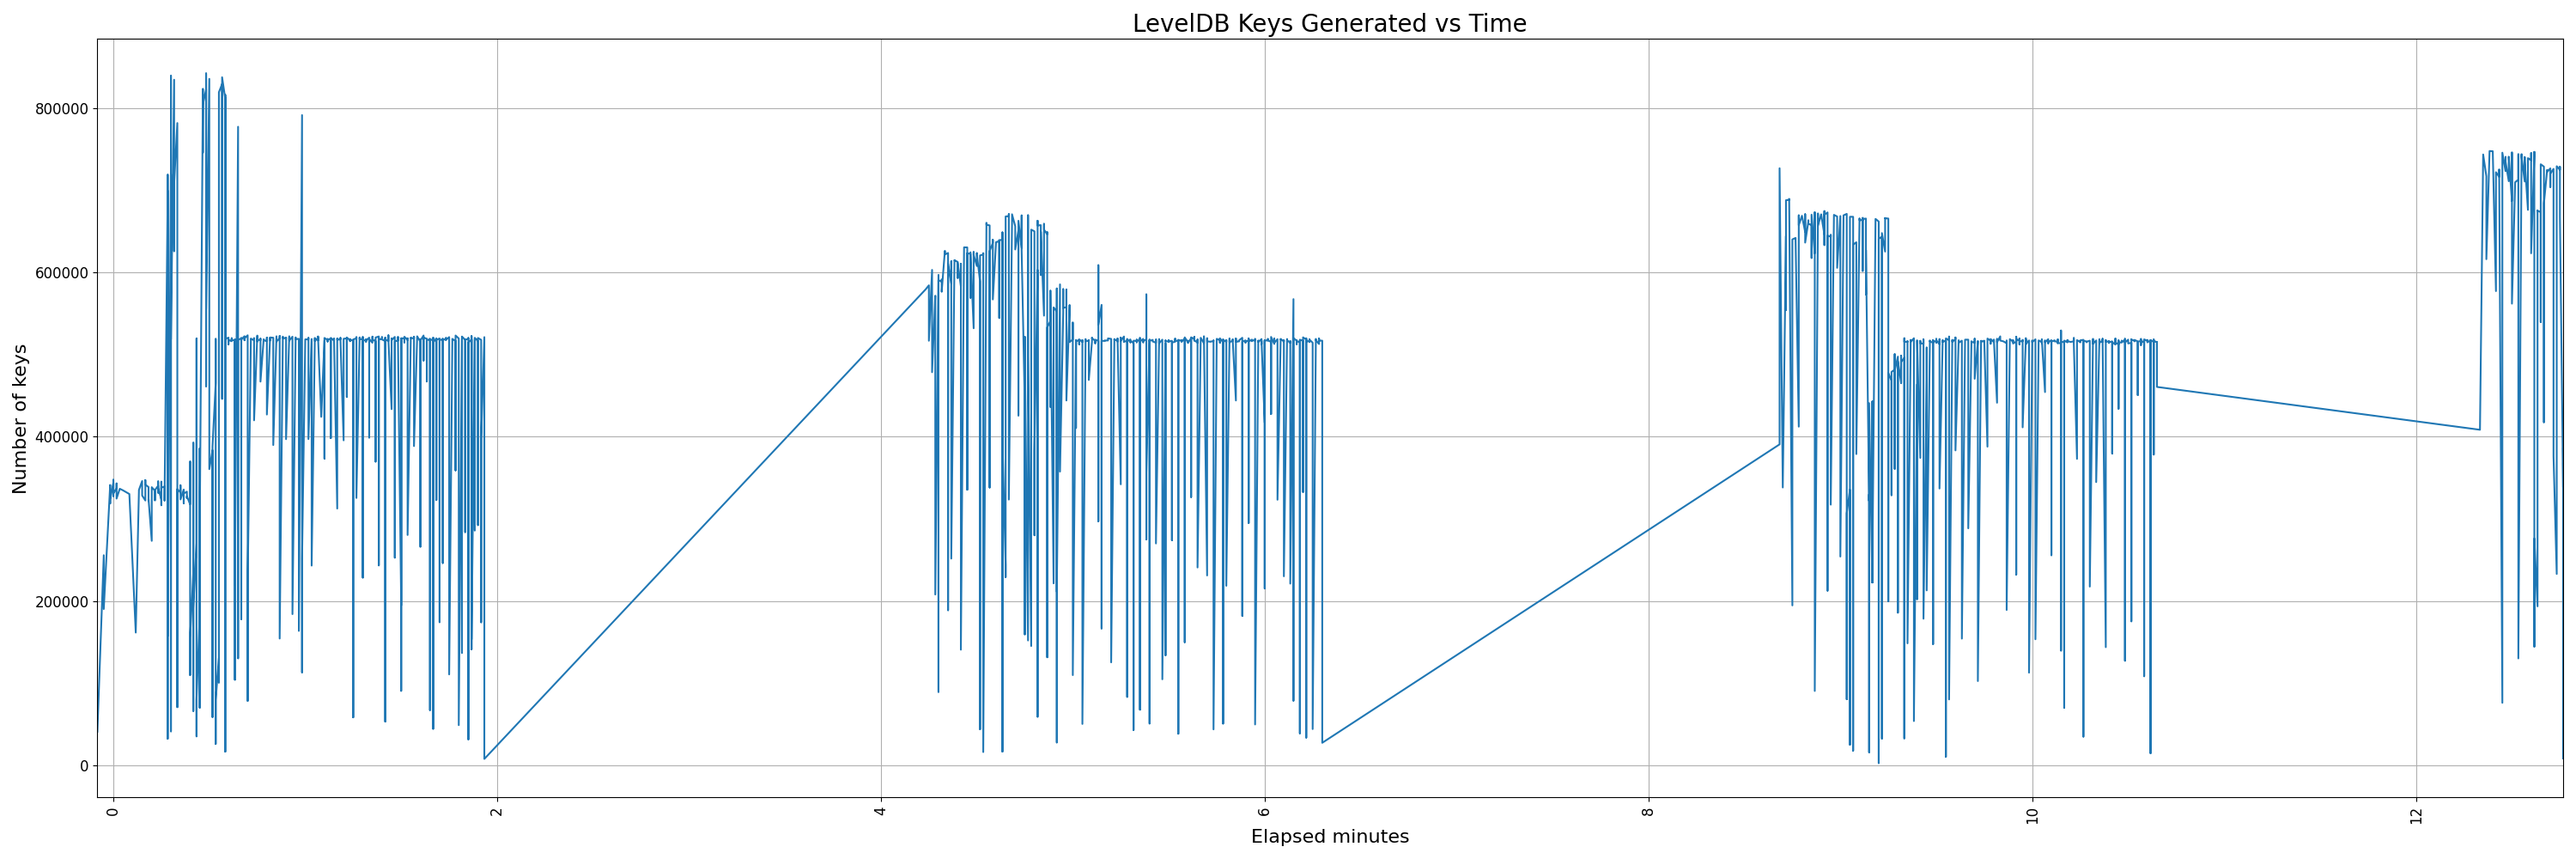 LevelDB Keys Generated vs Time
Number of keys
800000
600000
400000
200000
0
0 2 4 6 8 10 12
Elapsed minutes